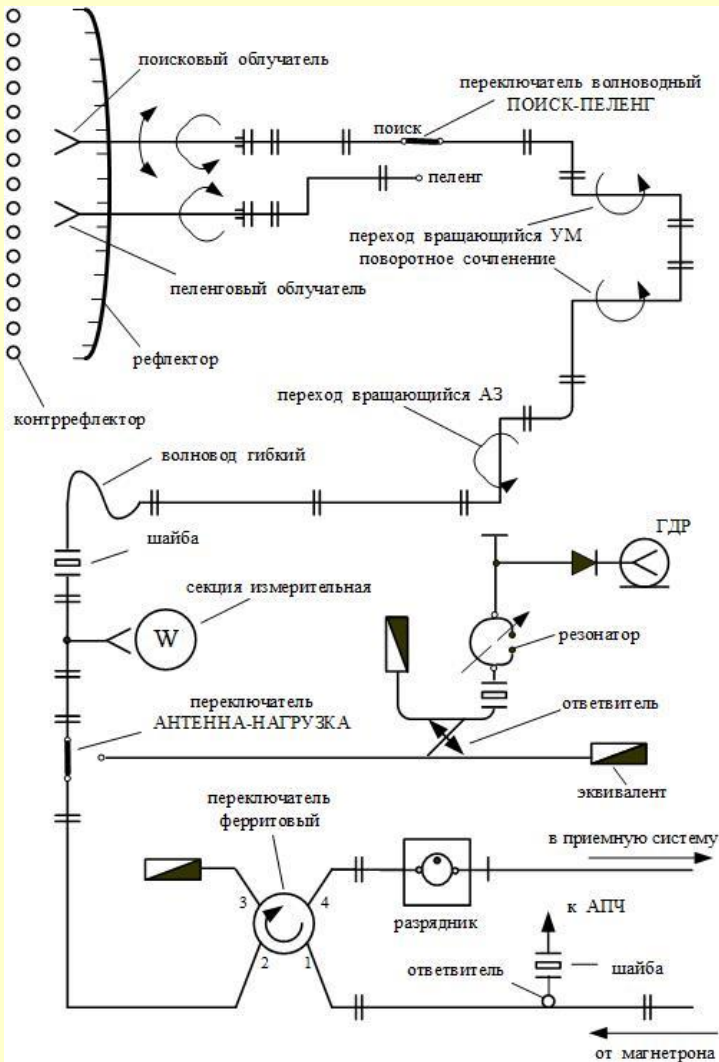 поисковый облучатель
переключатель волноводный
ПОИСК-ПЕЛЕНГ
поиск
пеленг
переход вращающийся УМ
поворотное сочленение
пеленговый облучатель
рефлектор
контррефлектор
переход вращающийся АЗ
волновод гибкий
шайба
ГДР
секция измерительная
W
резонатор
переключатель
АНТЕННА-НАГРУЗКА
ответвитель
эквивалент
переключатель
ферритовый
в приемную систему
3
4
2
1
разрядник
к АПЧ
ответвитель
шайба
от магнетрона